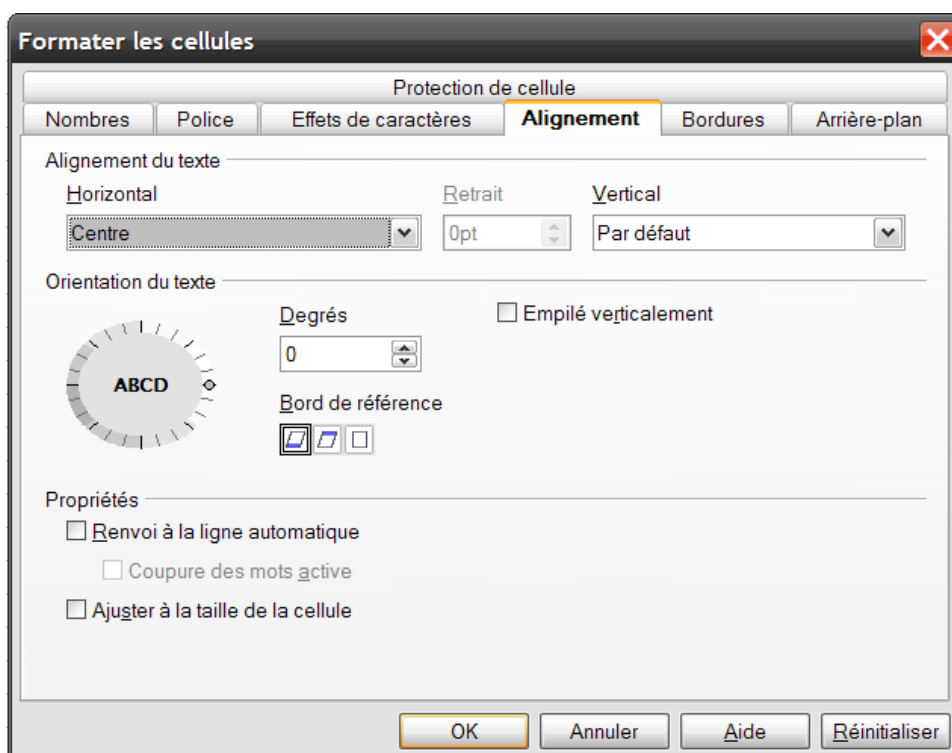 Formater les cellules
Protection de cellule
Nombres Police Effets de caractères Alignement Bordures Arrière-plan
Alignement du texte
Horizontal Retrait Vertical
Centre 0pt Par défaut
Orientation du texte
Degrés Empilé verticalement
0
ABCD
Bord de référence
Propriétés
Renvoi à la ligne automatique
Coupure des mots active
Ajuster à la taille de la cellule
OK Annuler Aide Réinitialiser